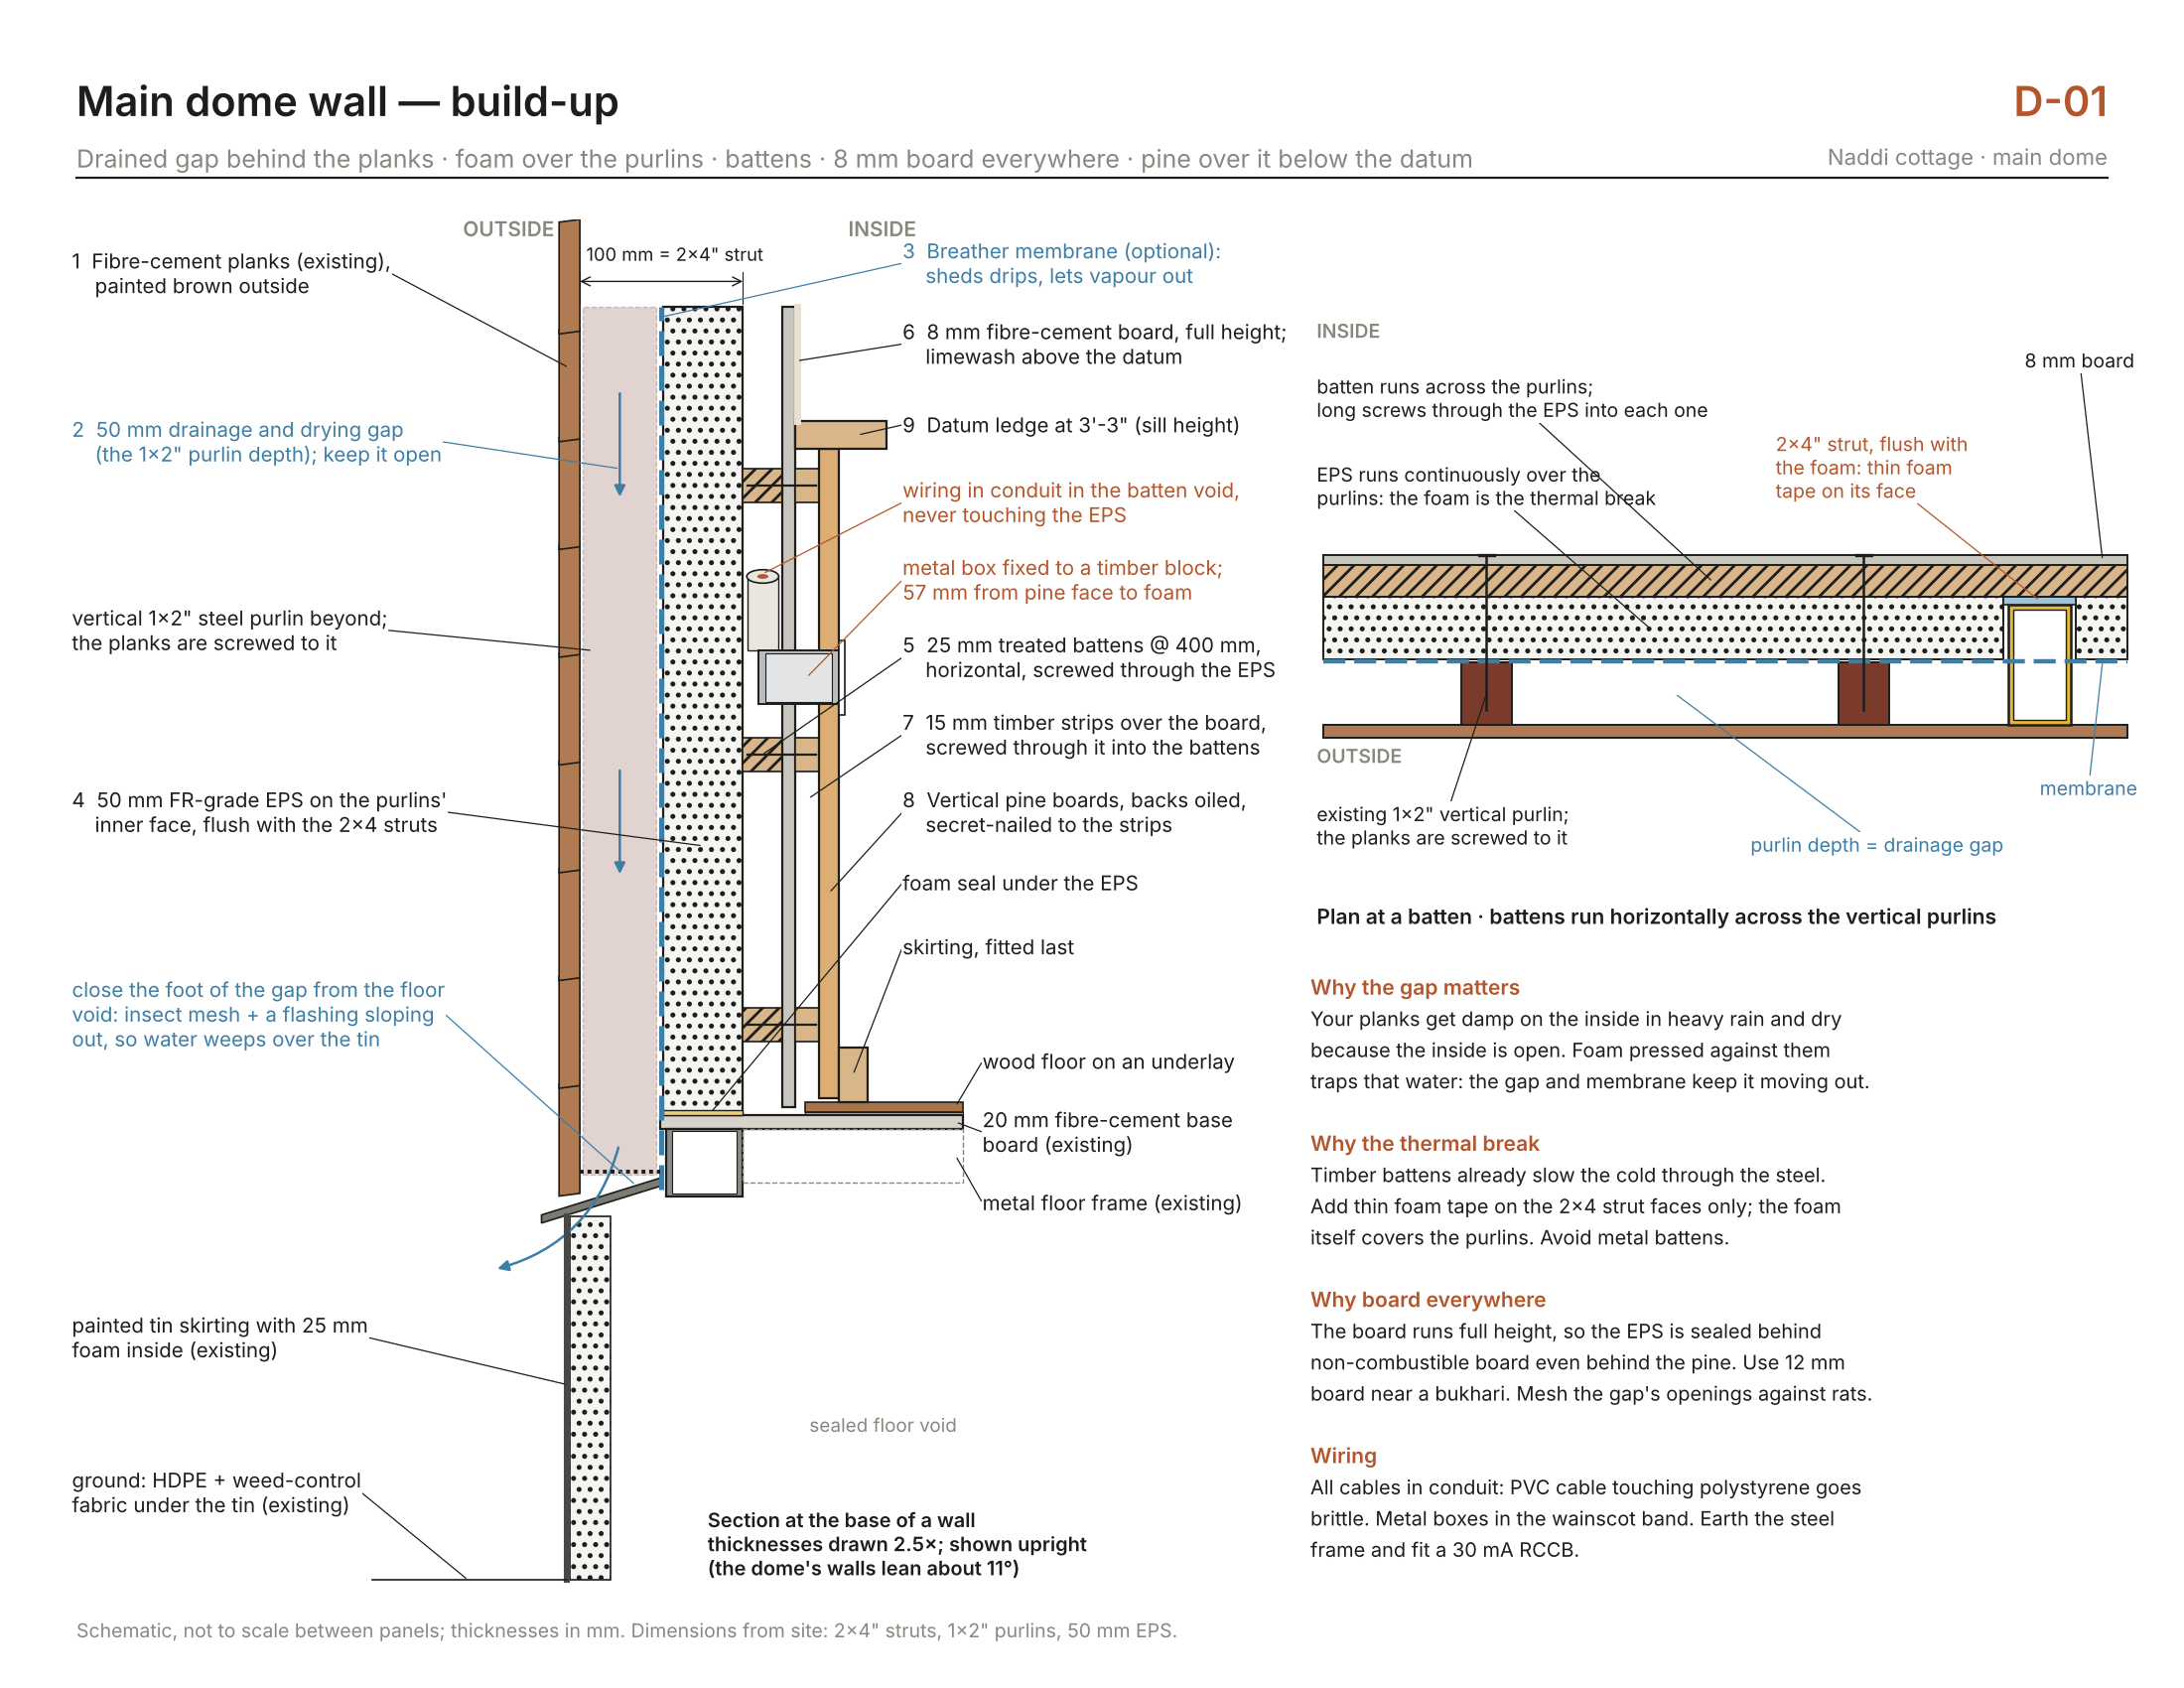 Main dome wall — build-up
D-01
Drained gap behind the planks · foam over the purlins · battens · 8 mm board everywhere · pine over it below the datum
Naddi cottage · main dome
OUTSIDE
INSIDE
100 mm = 2×4" strut
1 Fibre-cement planks (existing),
painted brown outside
2 50 mm drainage and drying gap
(the 1×2" purlin depth); keep it open
vertical 1×2" steel purlin beyond;
the planks are screwed to it
4 50 mm FR-grade EPS on the purlins'
inner face, flush with the 2×4 struts
close the foot of the gap from the floor
void: insect mesh + a flashing sloping
out, so water weeps over the tin
painted tin skirting with 25 mm
foam inside (existing)
ground: HDPE + weed-control
fabric under the tin (existing)
3 Breather membrane (optional):
sheds drips, lets vapour out
6 8 mm fibre-cement board, full height;
limewash above the datum
9 Datum ledge at 3'-3" (sill height)
wiring in conduit in the batten void,
never touching the EPS
metal box fixed to a timber block;
57 mm from pine face to foam
5 25 mm treated battens @ 400 mm,
horizontal, screwed through the EPS
7 15 mm timber strips over the board,
screwed through it into the battens
8 Vertical pine boards, backs oiled,
secret-nailed to the strips
foam seal under the EPS
skirting, fitted last
wood floor on an underlay
20 mm fibre-cement base
board (existing)
metal floor frame (existing)
sealed floor void
Section at the base of a wall
thicknesses drawn 2.5×; shown upright
(the dome's walls lean about 11°)
INSIDE
8 mm board
batten runs across the purlins;
long screws through the EPS into each one
2×4" strut, flush with
the foam: thin foam
tape on its face
EPS runs continuously over the
purlins: the foam is the thermal break
OUTSIDE
membrane
existing 1×2" vertical purlin;
the planks are screwed to it
purlin depth = drainage gap
Plan at a batten · battens run horizontally across the vertical purlins
Why the gap matters
Your planks get damp on the inside in heavy rain and dry
because the inside is open. Foam pressed against them
traps that water: the gap and membrane keep it moving out.
Why the thermal break
Timber battens already slow the cold through the steel.
Add thin foam tape on the 2×4 strut faces only; the foam
itself covers the purlins. Avoid metal battens.
Why board everywhere
The board runs full height, so the EPS is sealed behind
non-combustible board even behind the pine. Use 12 mm
board near a bukhari. Mesh the gap's openings against rats.
Wiring
All cables in conduit: PVC cable touching polystyrene goes
brittle. Metal boxes in the wainscot band. Earth the steel
frame and fit a 30 mA RCCB.
Schematic, not to scale between panels; thicknesses in mm. Dimensions from site: 2×4" struts, 1×2" purlins, 50 mm EPS.